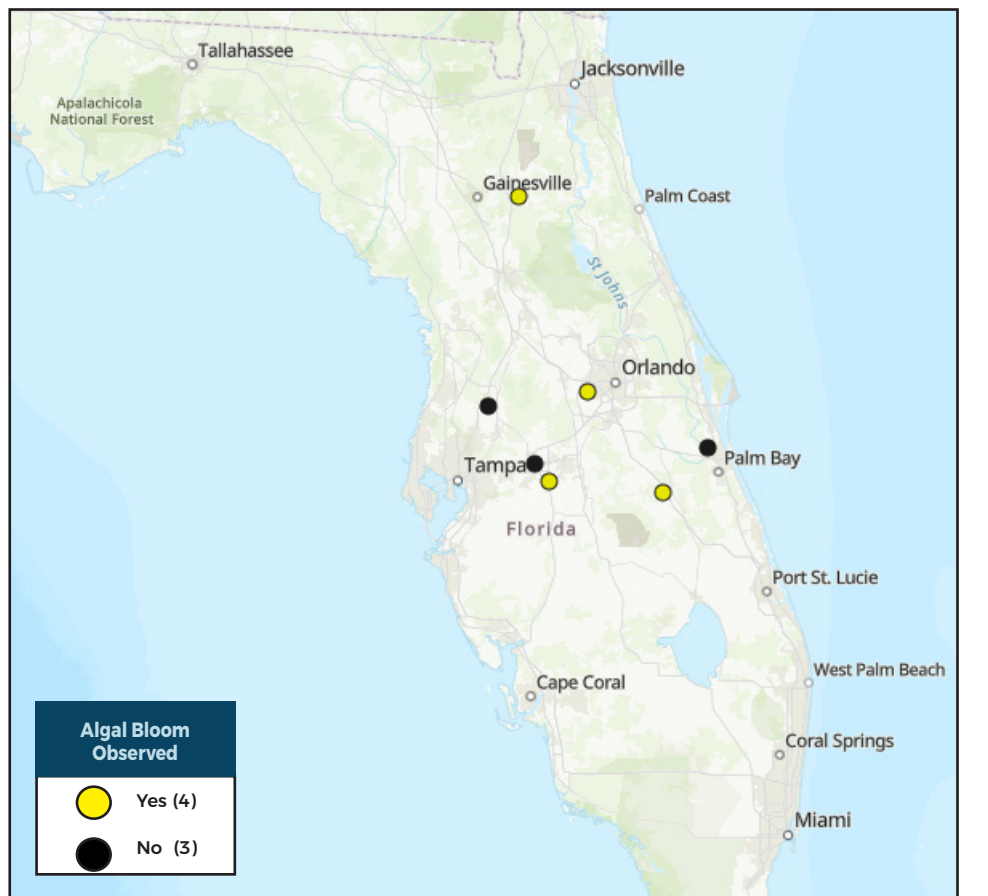 Tallahassee
Jacksonville
Apalachicola
National Forest
Gainesville
Palm Coast
St Johns
Orlando
Palm Bay
Tampa
Florida
Port St. Lucie
West Palm Beach
Cape Coral
Coral Springs
Miami
Algal Bloom
Observed
Yes (4)
No (3)